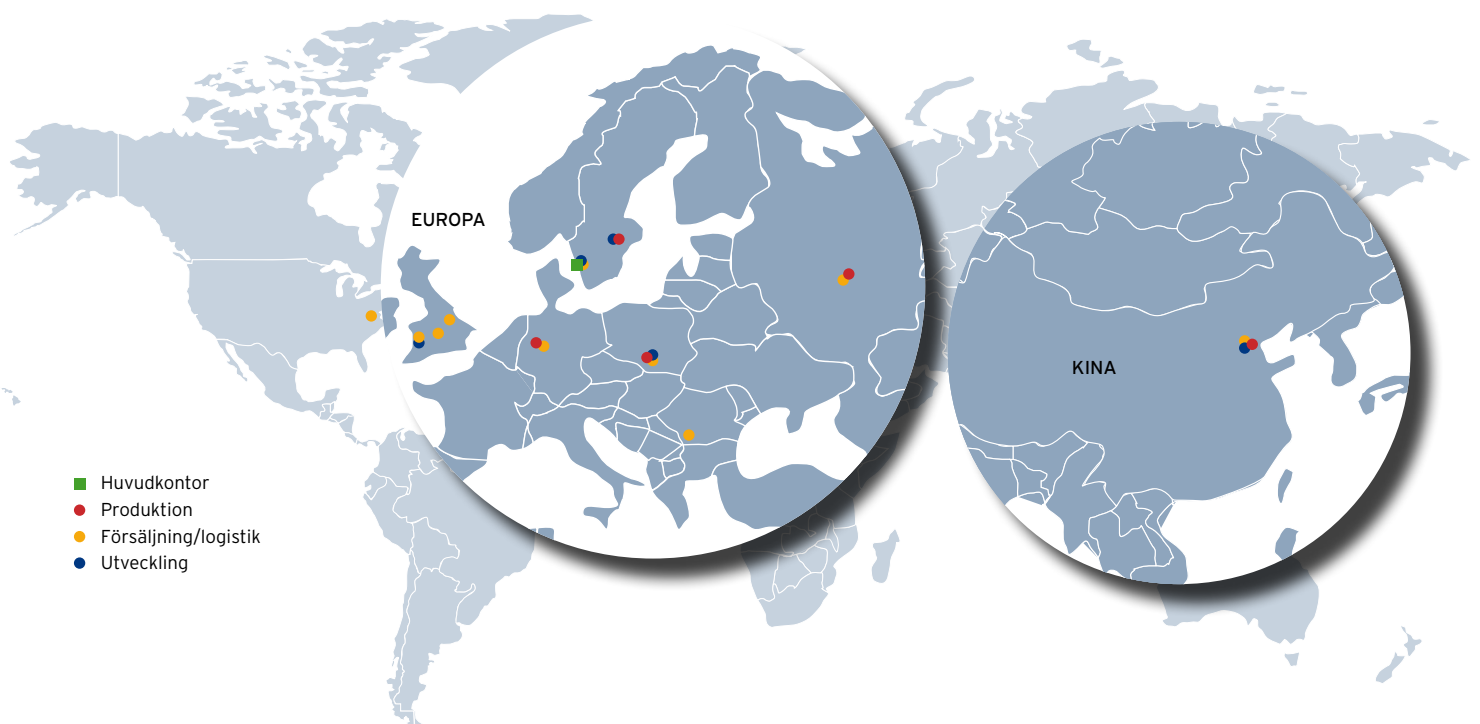 EUROPA
KINA
Huvudkontor
Produktion
Försäljning/logistik
Utveckling